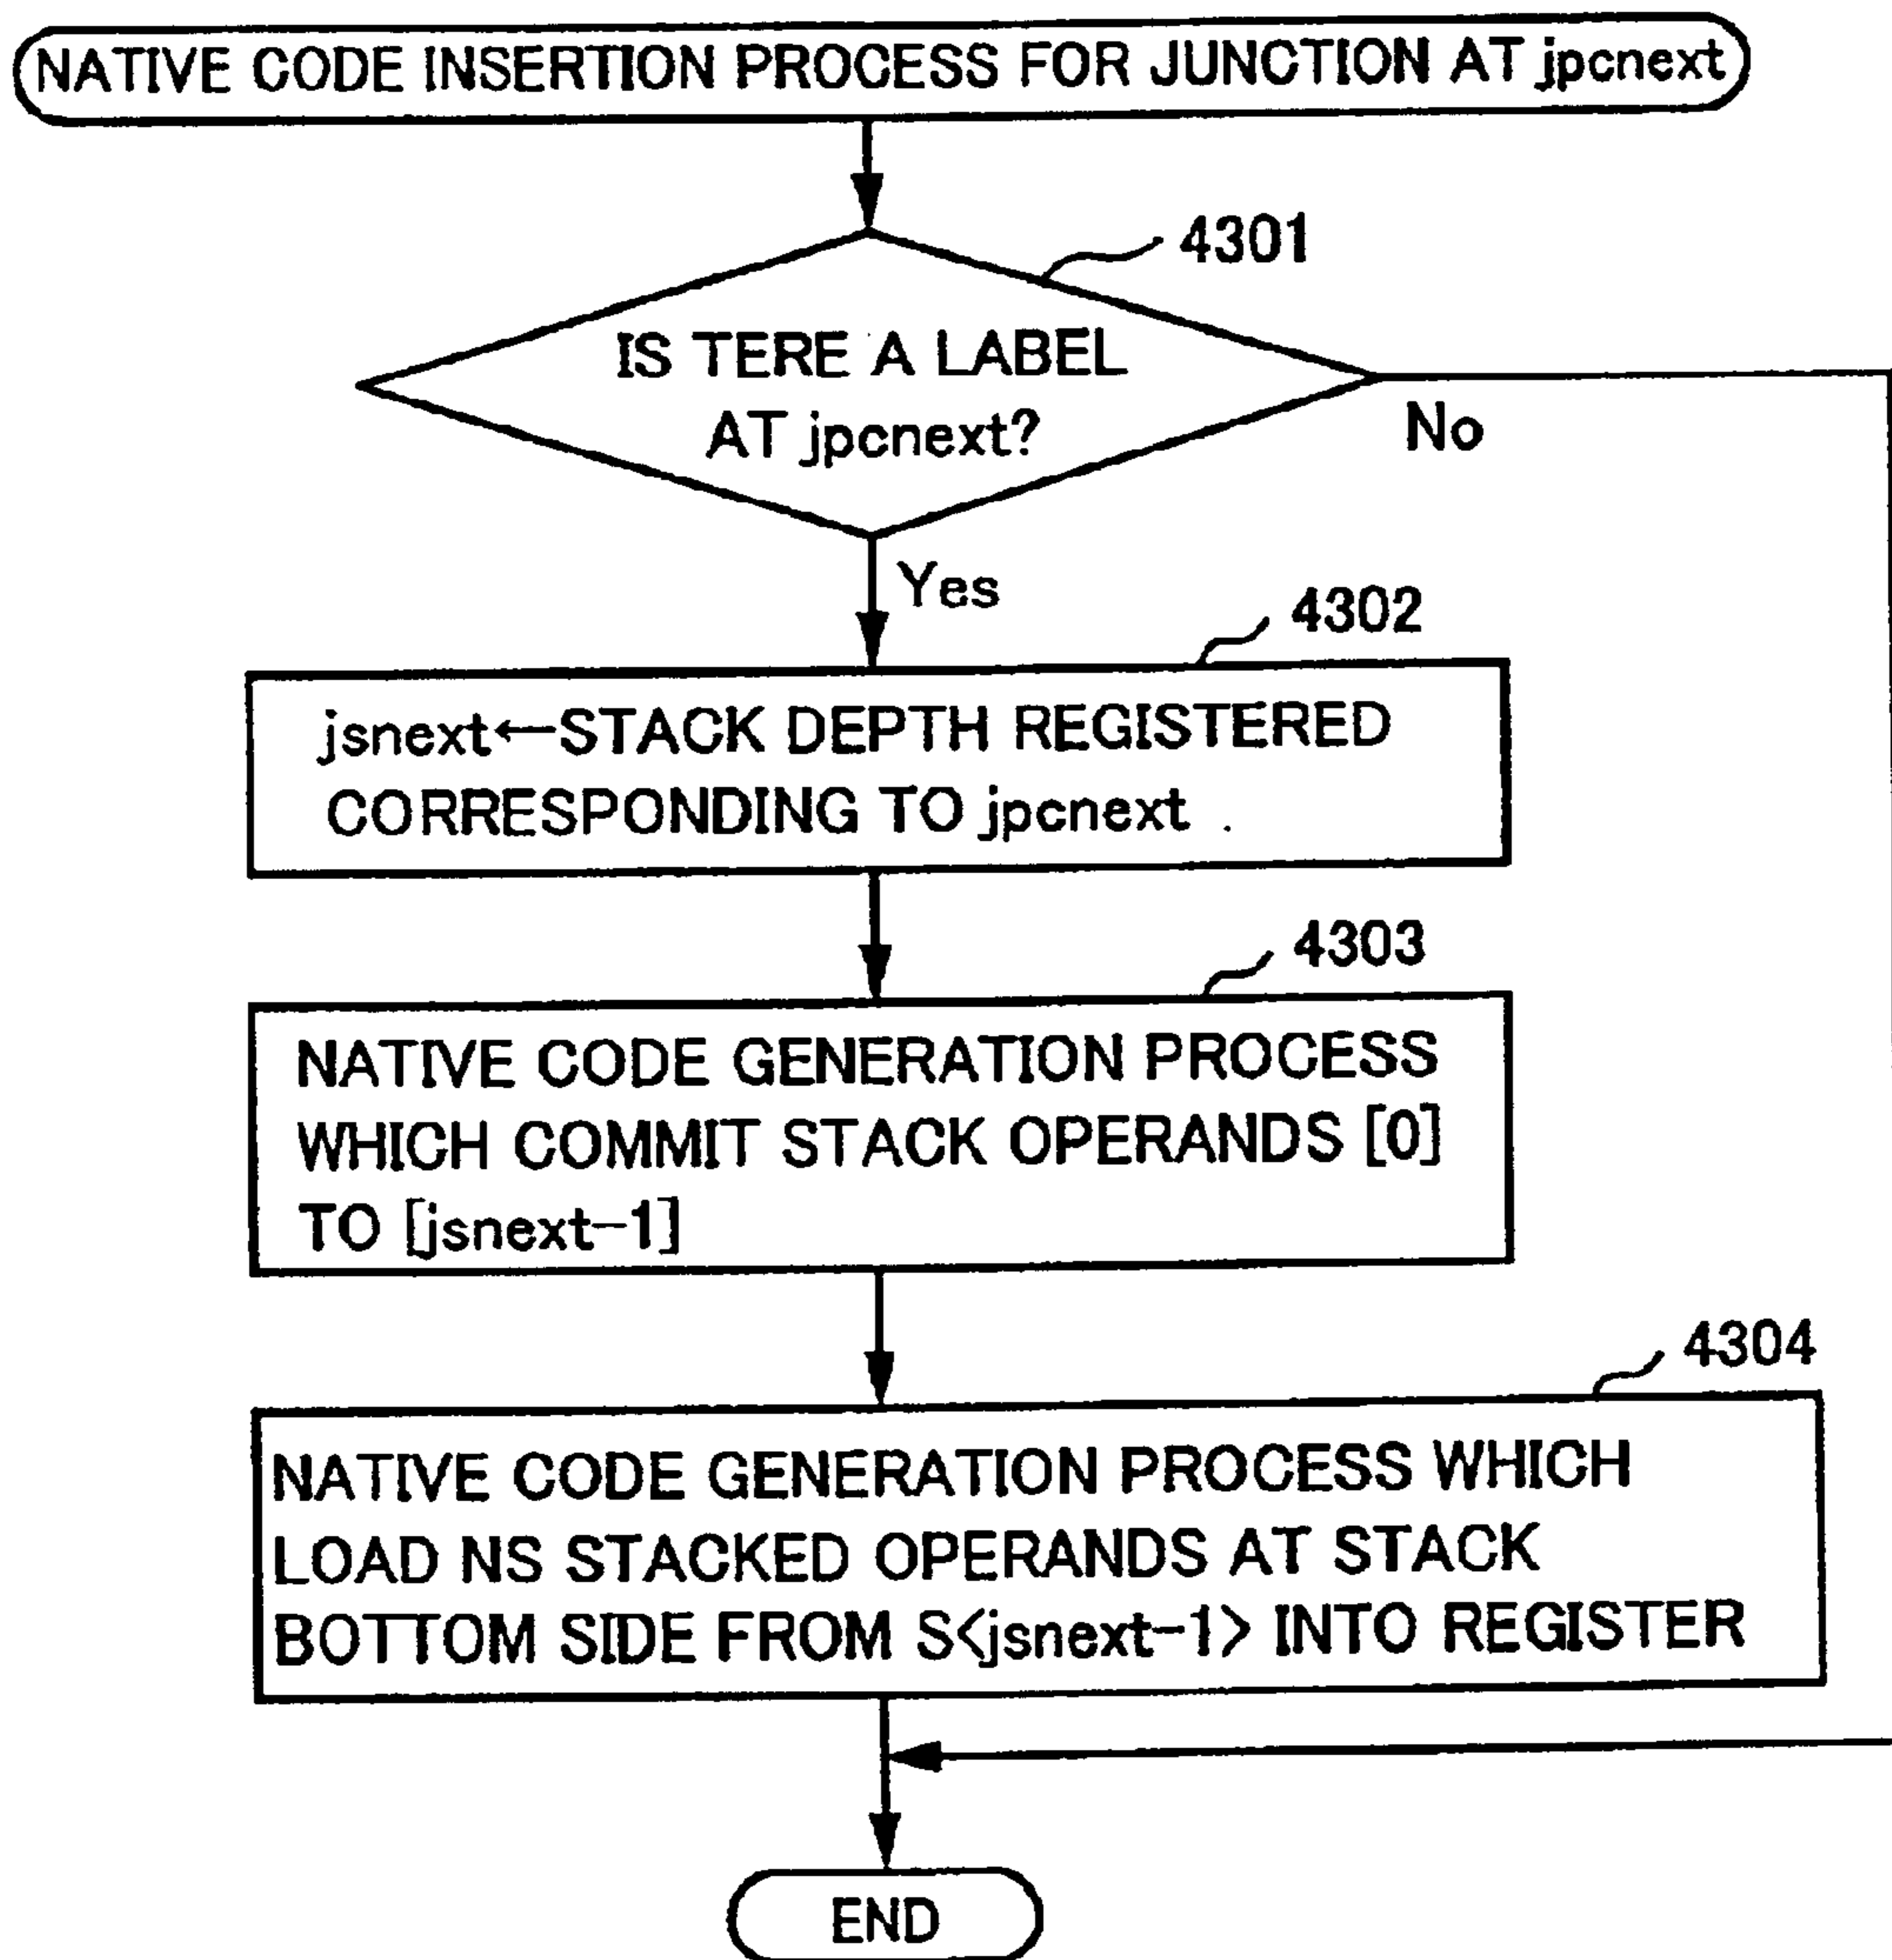 NATIVE CODE INSERTION PROCESS FOR JUNCTION AT jpcnext
4301
IS TERE A LABEL
AT jpcnext?
No
Yes
4302
jsnext←STACK DEPTH REGISTERED
CORRESPONDING TO jpcnext
4303
NATIVE CODE GENERATION PROCESS
WHICH COMMIT STACK OPERANDS [0]
TO [jsnext-1]
4304
NATIVE CODE GENERATION PROCESS WHICH
LOAD NS STACKED OPERANDS AT STACK
BOTTOM SIDE FROM S<jsnext-1> INTO REGISTER
END